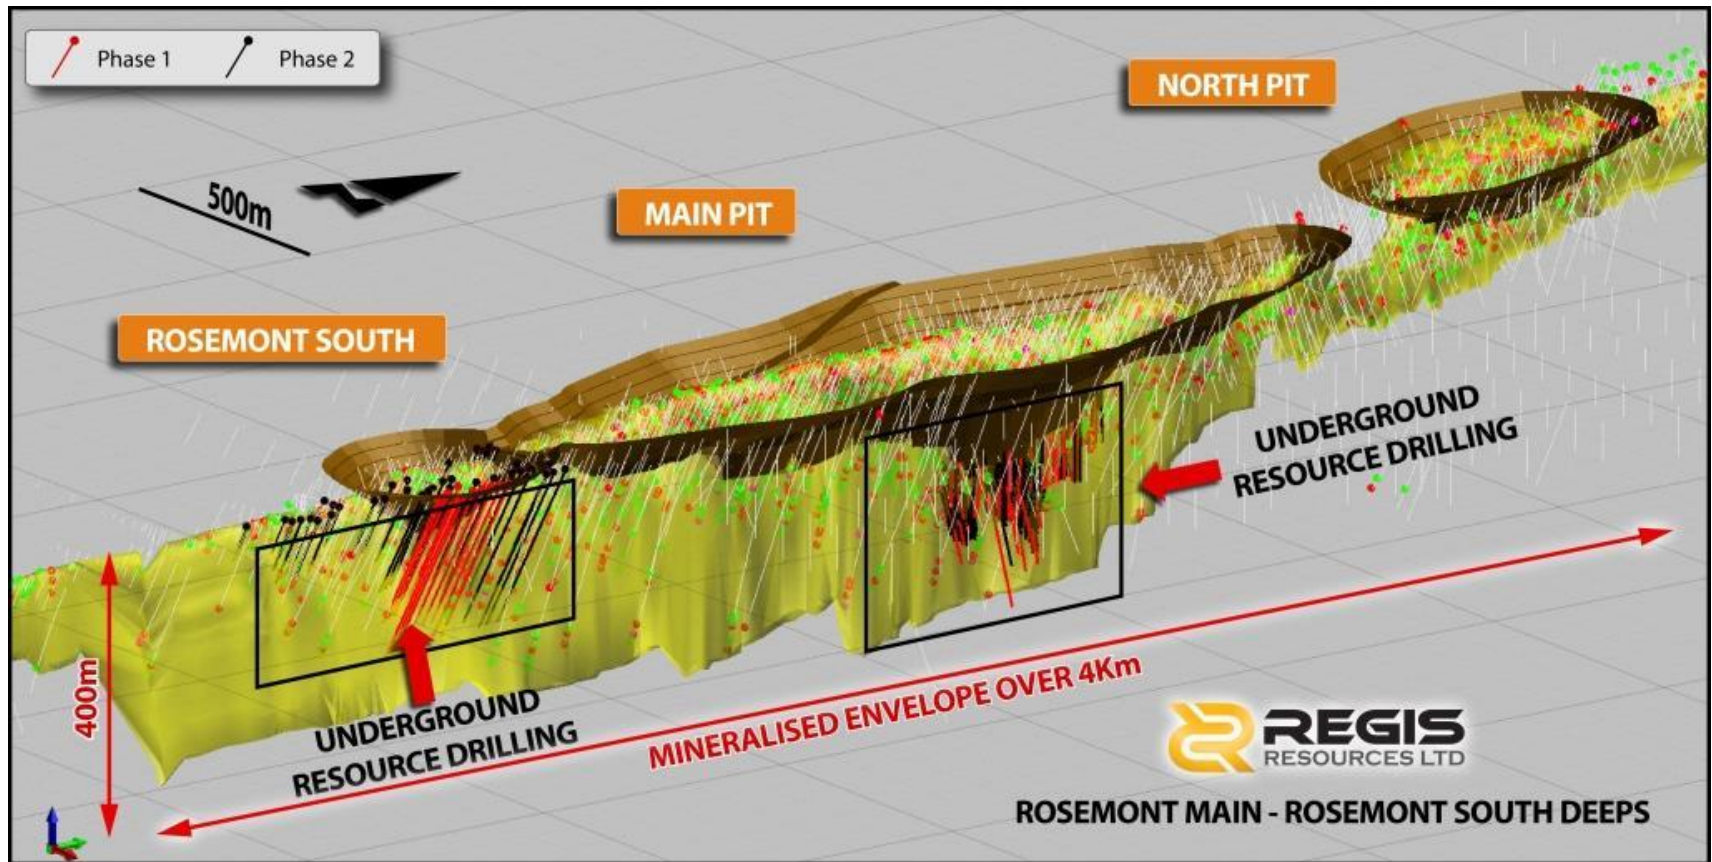 Phase 1
Phase 2
NORTH PIT
500m
MAIN PIT
ROSEMONT SOUTH
UNDERGROUND
RESOURCE DRILLING
400m
UNDERGROUND
RESOURCE DRILLING
MINERALISED ENVELOPE OVER 4Km
REGIS
RESOURCES LTD
ROSEMONT MAIN - ROSEMONT SOUTH DEEPS